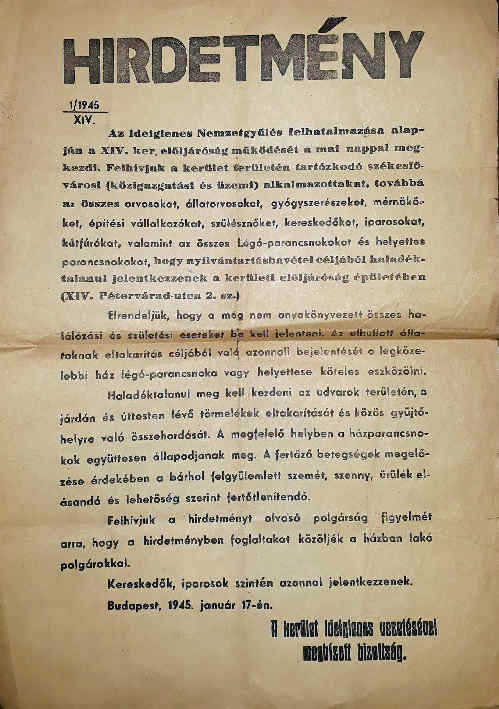 HIRDETMÉNY
1/1945
XIV.
Az Ideiglenes Nemzetgyűlés felhatalmazása alap-
ján a XIV. ker. elöljáróság működését a mai nappal meg-
kezdi. Felhívjuk a kerület területén tartózkodó székesfő-
városi (közigazgatási és üzemi) alkalmazottakat, továbbá
az összes orvosokat, állatorvosokat, gyógyszerészeket, mérnökö-
ket, építési vállalkozókat, szülésznőket, kereskedőket, iparosokat,
kútfúrókat, valamint az összes Légó-parancsnokokat és helyettes
parancsnokokat, hogy nyilvántartásbavétel céljából haladék-
talanul jelentkezzenek a kerületi elöljáróság épületében
(XIV. Pétervárad-utca 2. sz.)
Elrendeljük, hogy a még nem anyakönyvezett összes ha-
lálozási és születési eseteket be kell jelenteni. Az elhullott álla-
toknak eltakarítás céljából való azonnali bejelentését a legköze-
lebbi ház légó-parancsnoka vagy helyettese köteles eszközölni.
Haladéktalanul meg kell kezdeni az udvarok területén, a
járdán és úttesten lévő törmelékek eltakarítását és közös gyűjtő-
helyre való összehordását. A megfelelő helyben a házparancsno-
kok együttesen állapodjanak meg. A fertőző betegségek megelő-
zése érdekében a bárhol felgyülemlett szemét, szenny, ürülék el-
ásandó és lehetőség szerint fertőtlenítendő.
Felhívjuk a hirdetményt olvasó polgárság figyelmét
arra, hogy a hirdetményben foglaltakat közöljék a házban lakó
polgárokkal.
Kereskedők, iparosok szintén azonnal jelentkezzenek.
Budapest, 1945. január 17-én.
A kerület ideiglenes vezetésével
megbízott bizottság.